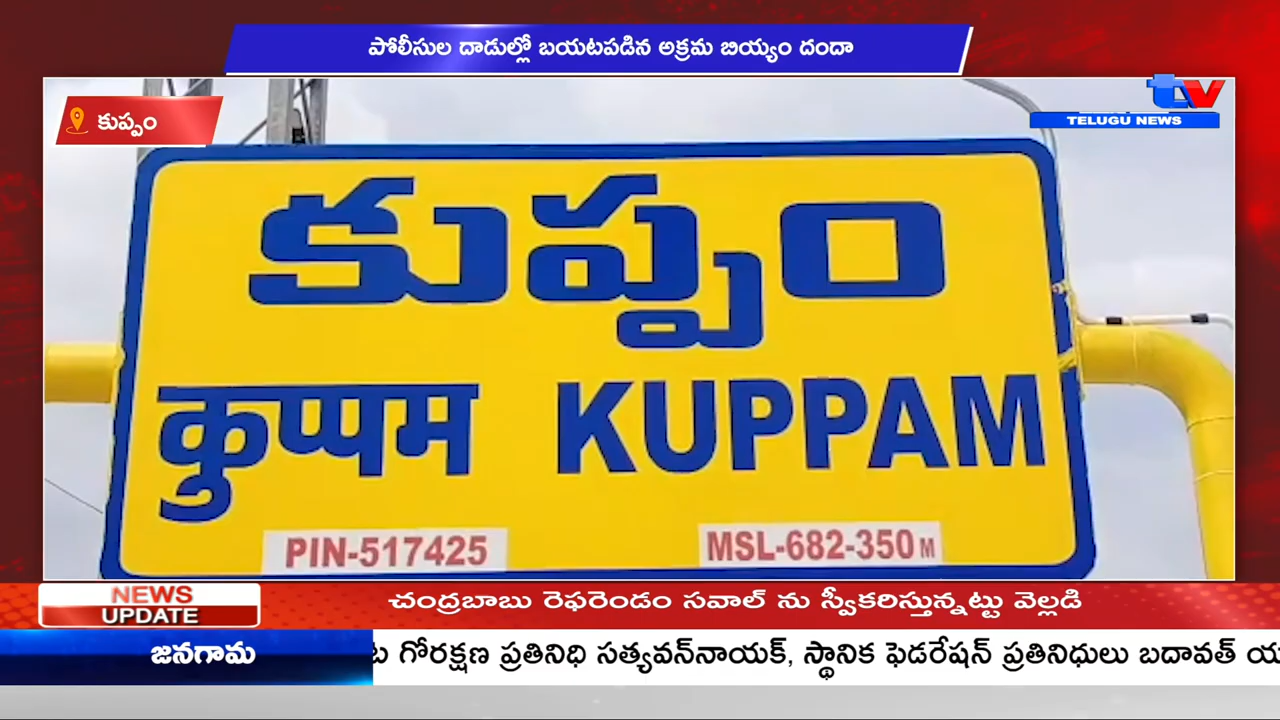 పోలీసుల దాడుల్లో బయటపడిన అక్రమ బియ్యం దందా
కుప్పం
tv
TELUGU NEWS
కుప్పం
कुप्पम KUPPAM
PIN-517425
MSL-682-350 M
NEWS
UPDATE
చంద్రబాబు రెఫరెండం సవాల్ ను స్వీకరిస్తున్నట్టు వెల్లడి
జనగామ
గోరక్షణ ప్రతినిధి సత్యవన్‌నాయక్, స్థానిక ఫెడరేషన్ ప్రతినిధులు బదావత్